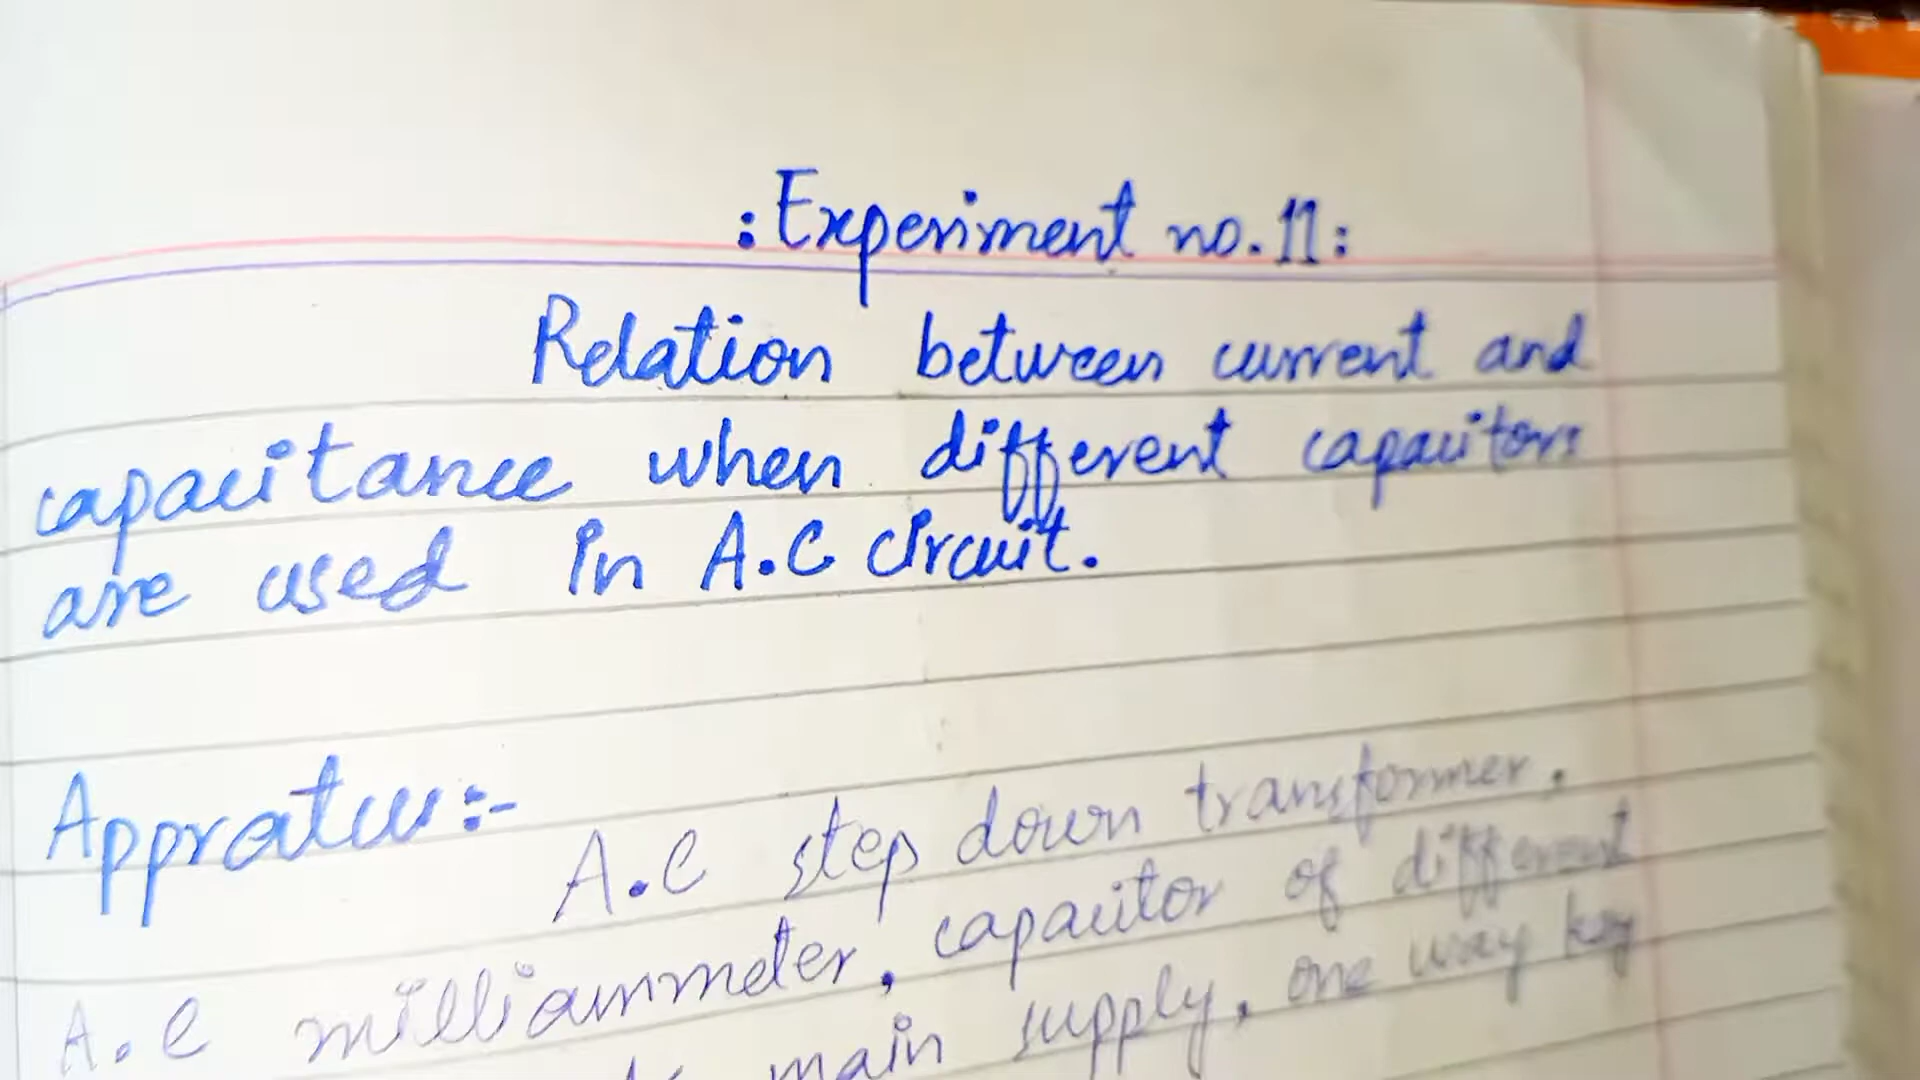 :Experiment no. 11:
Relation between current and
capacitance when different capacitors
are used in A.C circuit.
Appratus:-
A.C step down transformer,
A.C milliammeter, capacitor of different
main supply, one way key